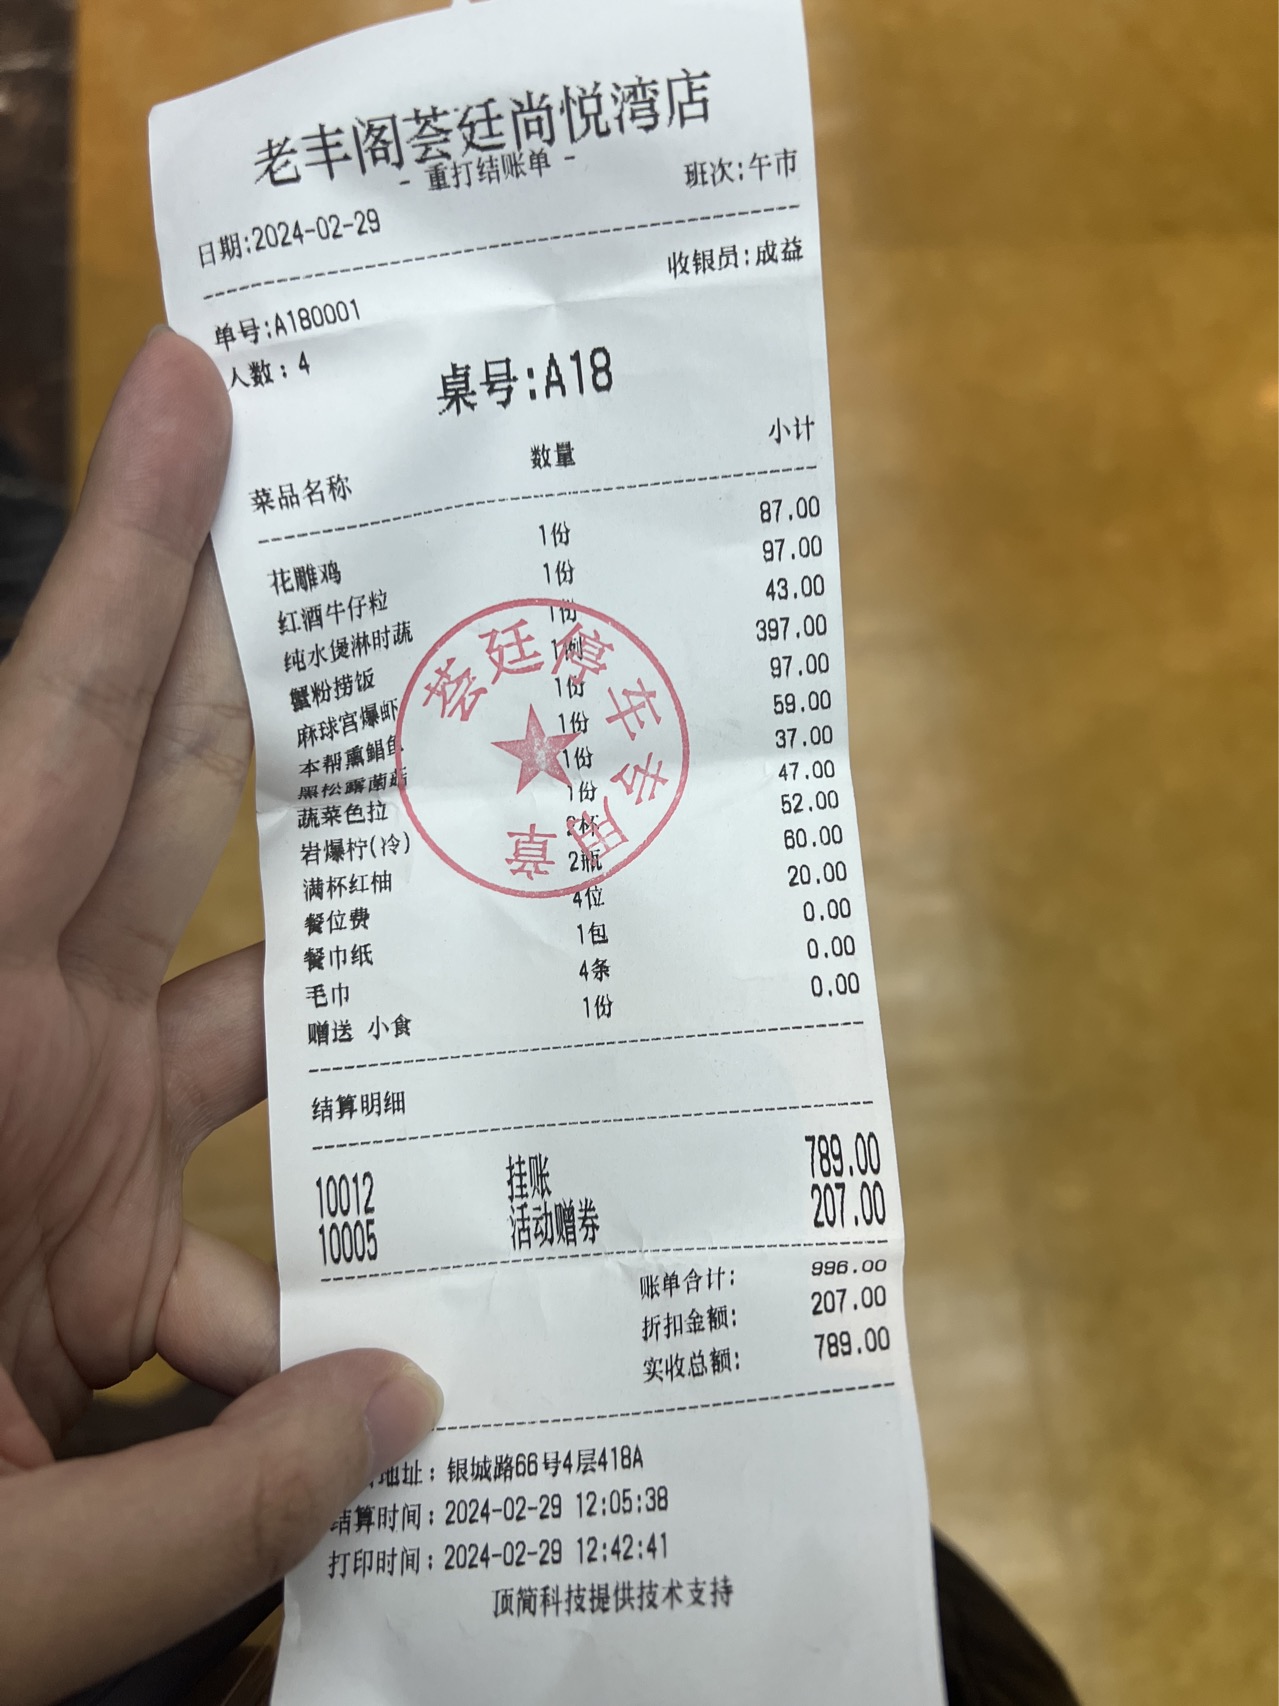 老丰阁荟廷尚悦湾店
- 重打结账单 -
日期:2024-02-29 班次:午市
单号:A180001 收银员:成益
人数: 4
桌号:A18
菜品名称 数量 小计
花雕鸡 1份 87.00
红酒牛仔粒 1份 97.00
纯水煲淋时蔬 1份 43.00
蟹粉捞饭 1例 397.00
麻球宫爆虾 1份 97.00
本帮熏鲳鱼 1份 59.00
黑松露菌菇 1份 37.00
蔬菜色拉 1份 47.00
岩爆柠(冷) 2杯 52.00
满杯红柚 2瓶 60.00
餐位费 4位 20.00
餐巾纸 1包 0.00
毛巾 4条 0.00
赠送 小食 1份 0.00
荟廷停车专用章
结算明细
10012 挂账 789.00
10005 活动赠券 207.00
账单合计: 996.00
折扣金额: 207.00
实收总额: 789.00
地址: 银城路66号4层418A
结算时间: 2024-02-29 12:05:38
打印时间: 2024-02-29 12:42:41
顶简科技提供技术支持